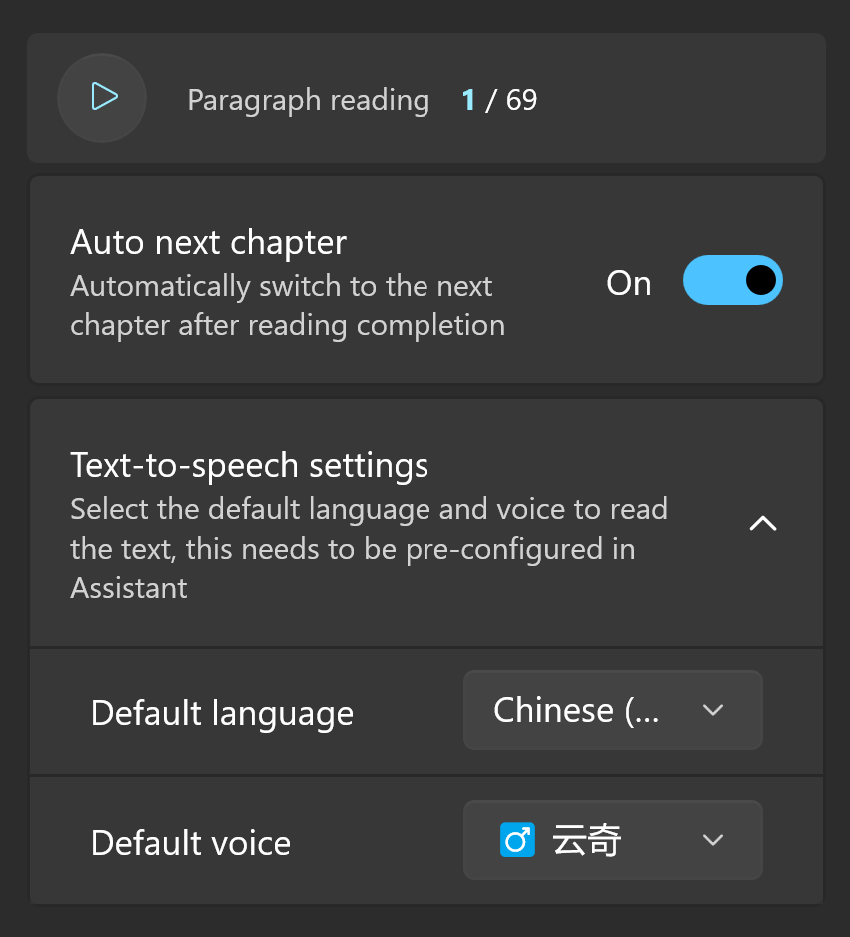 Paragraph reading 1 / 69
Auto next chapter
Automatically switch to the next
chapter after reading completion
On
Text-to-speech settings
Select the default language and voice to read
the text, this needs to be pre-configured in
Assistant
Default language
Chinese (...
Default voice
云奇